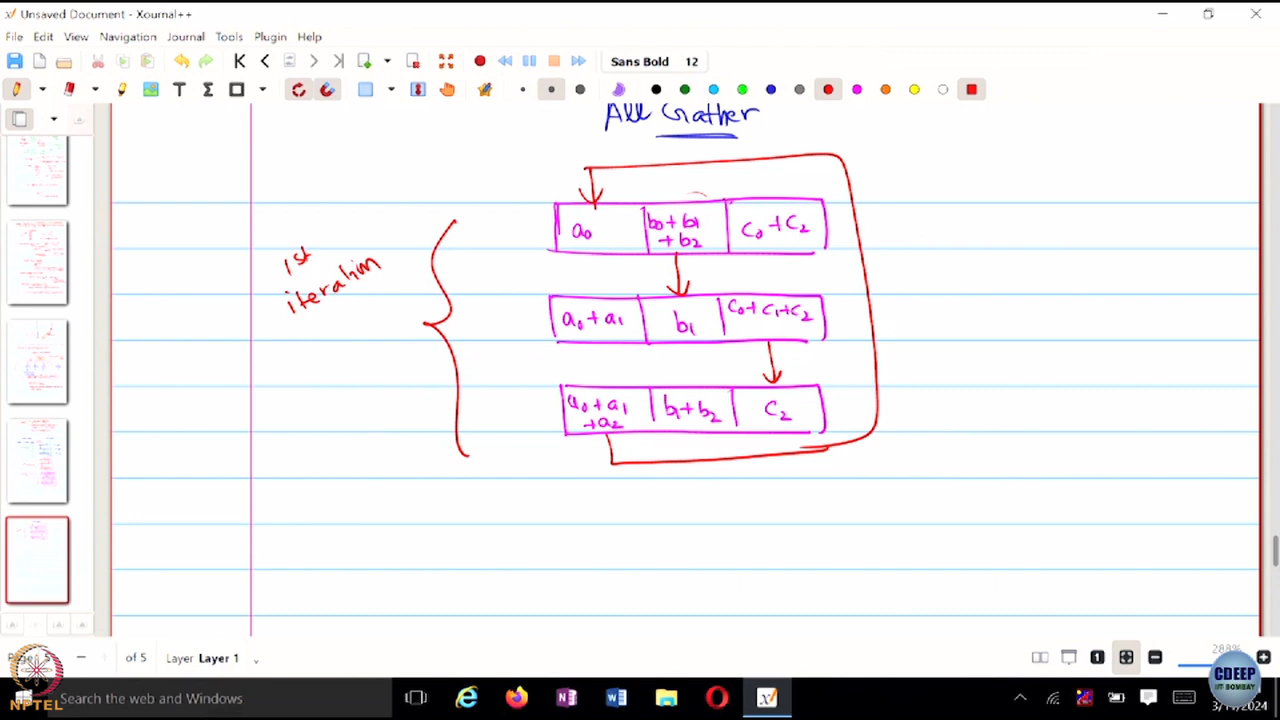 Unsaved Document - Xournal++
File Edit View Navigation Journal Tools Plugin Help
Sans Bold 12
All Gather
a₀ b₀+b₁+b₂ c₀+c₂
1st
iteration
a₀+a₁ b₁ c₀+c₁+c₂
a₀+a₁+a₂ b₁+b₂ c₂
of 5 Layer Layer 1
288%
Search the web and Windows
NPTEL
CDEEP
IIT BOMBAY